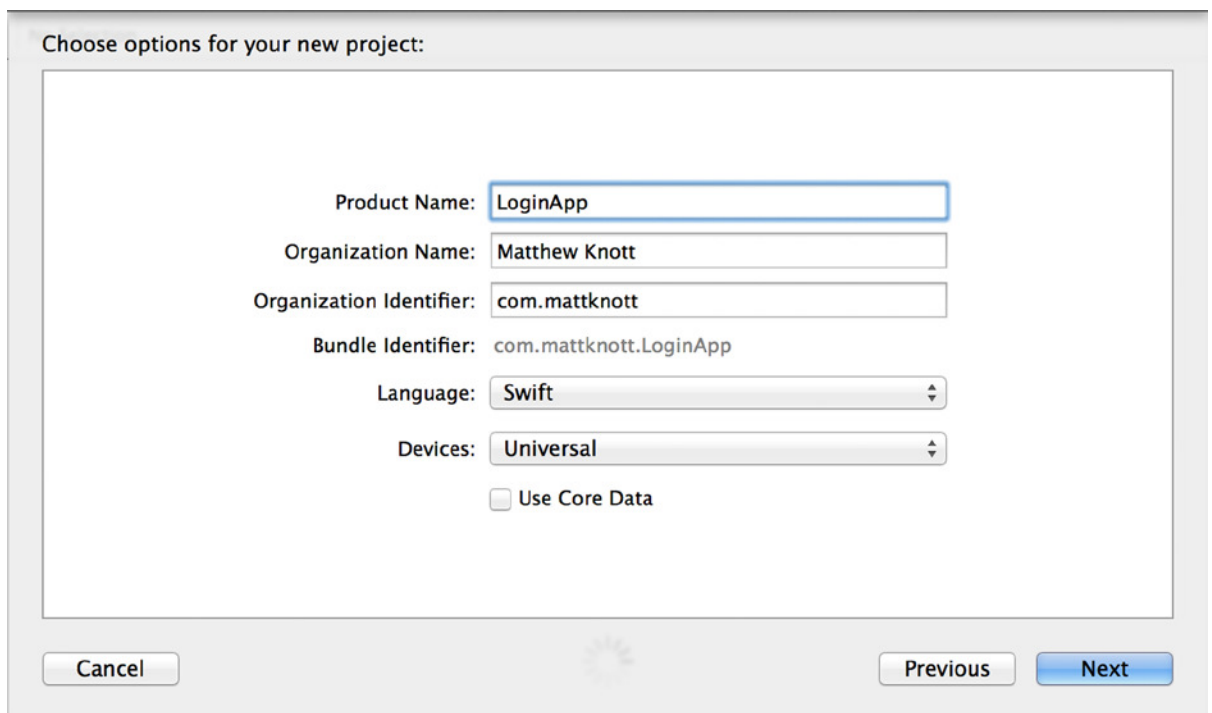 Choose options for your new project:
Product Name: LoginApp
Organization Name: Matthew Knott
Organization Identifier: com.mattknott
Bundle Identifier: com.mattknott.LoginApp
Language: Swift
Devices: Universal
Use Core Data
Cancel Previous Next